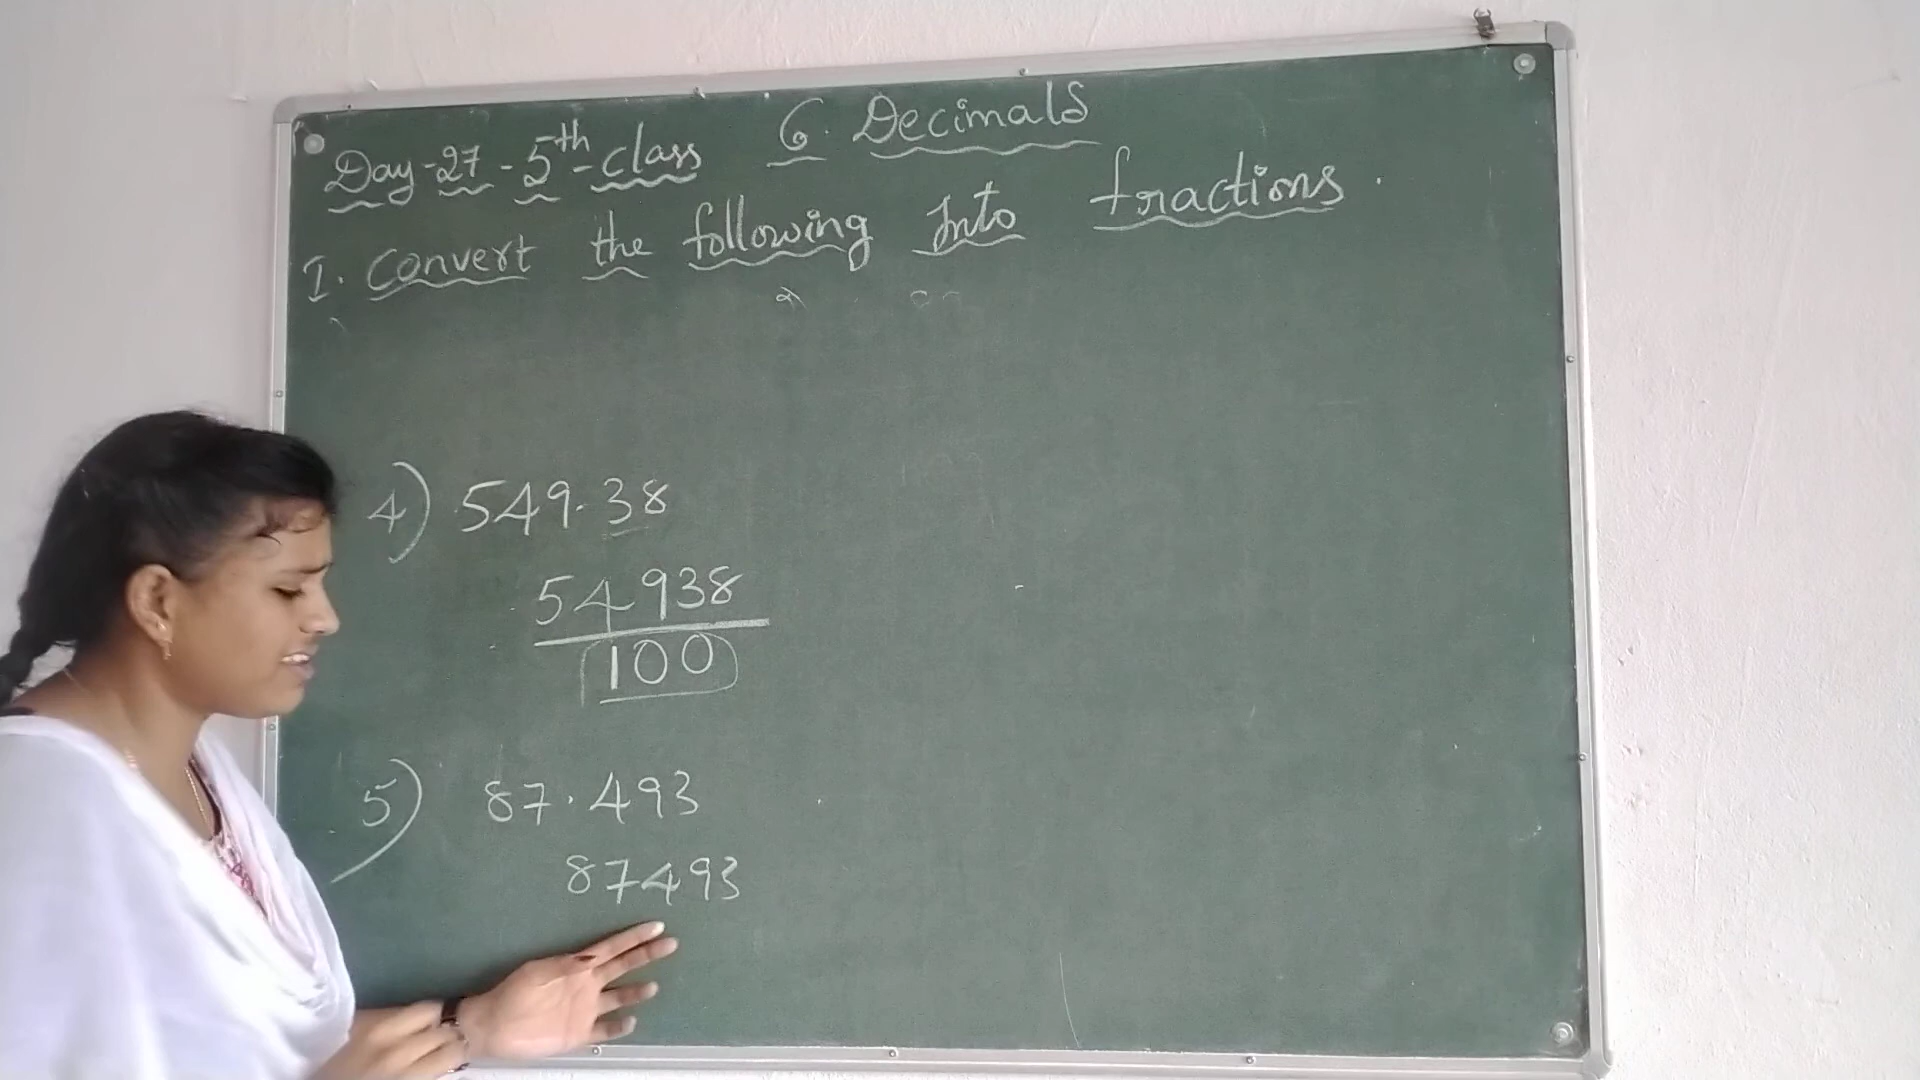 Day-27-5th-class 6. Decimals
I. Convert the following Into fractions.
4) 549.38
54938
100
5) 87.493
87493